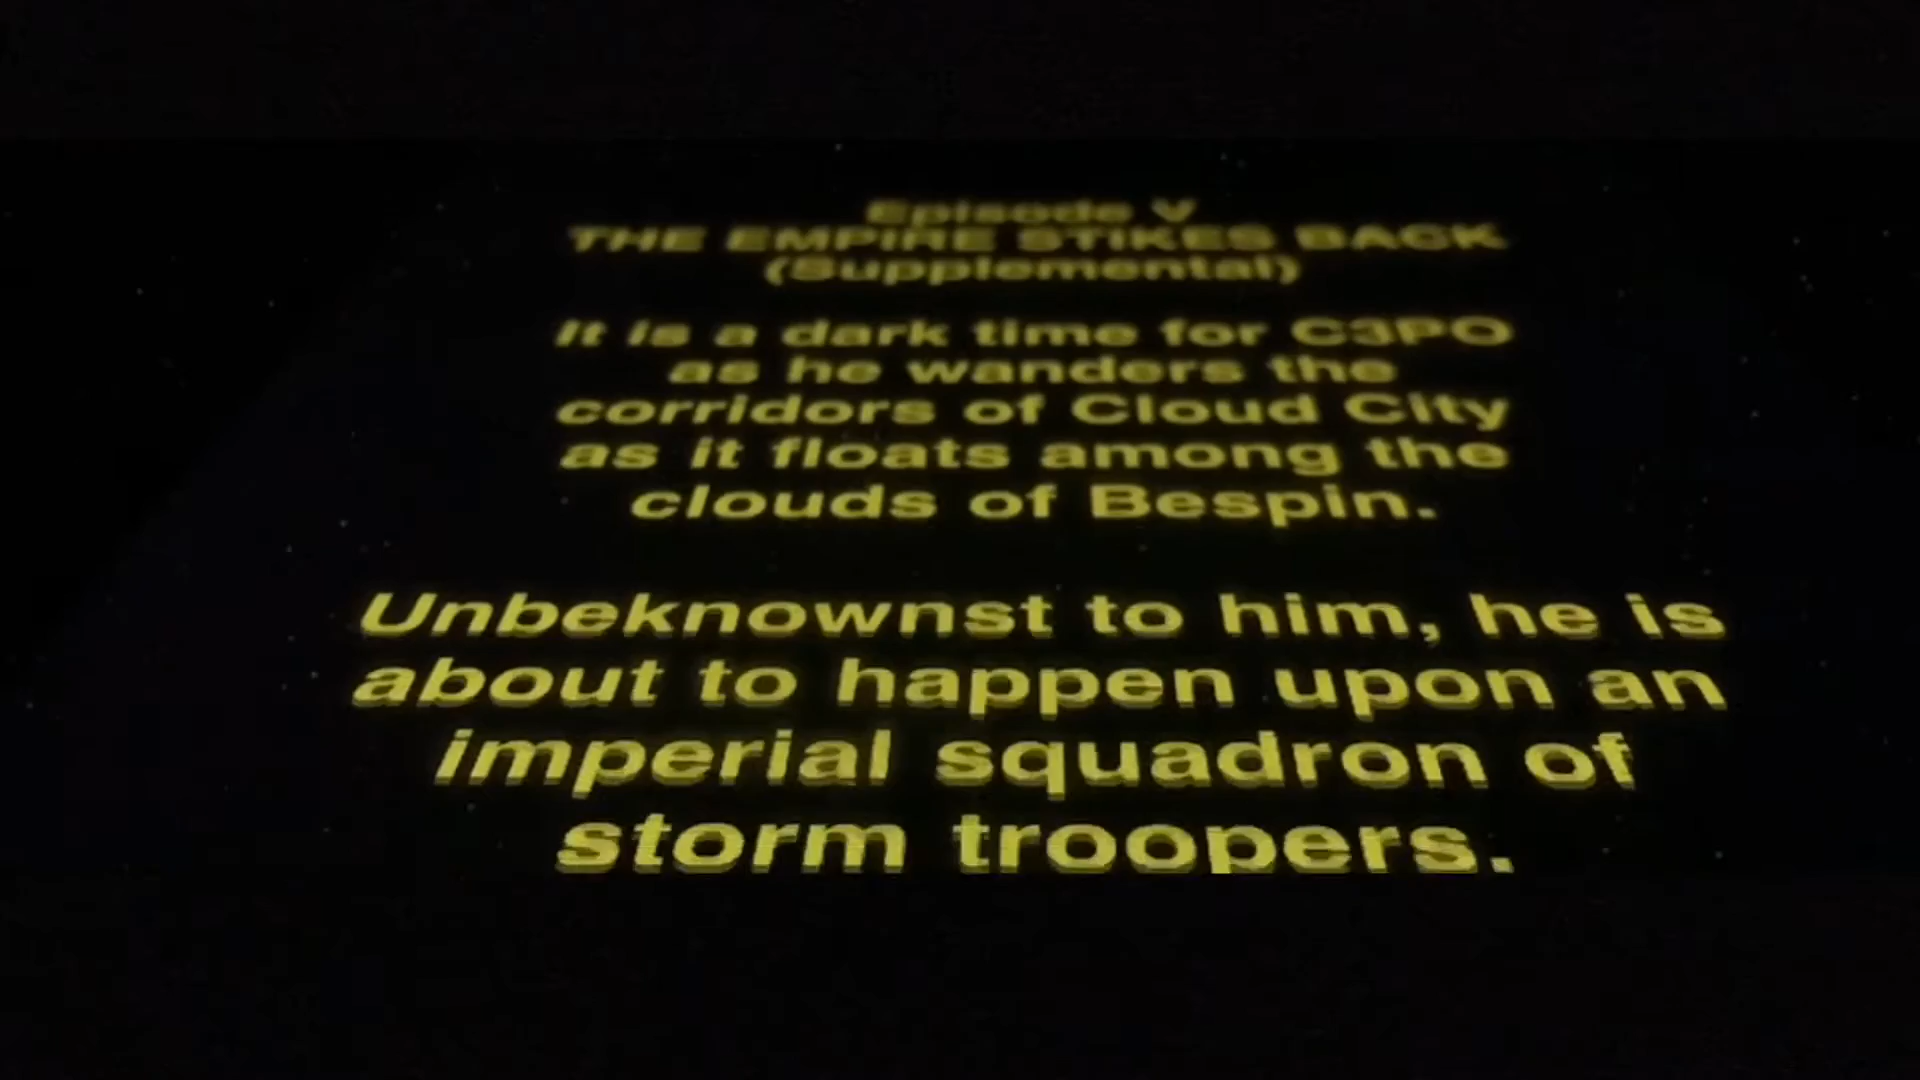 Episode V
THE EMPIRE STIKES BACK
(Supplemental)
It is a dark time for C3PO
as he wanders the
corridors of Cloud City
as it floats among the
clouds of Bespin.
Unbeknownst to him, he is
about to happen upon an
imperial squadron of
storm troopers.